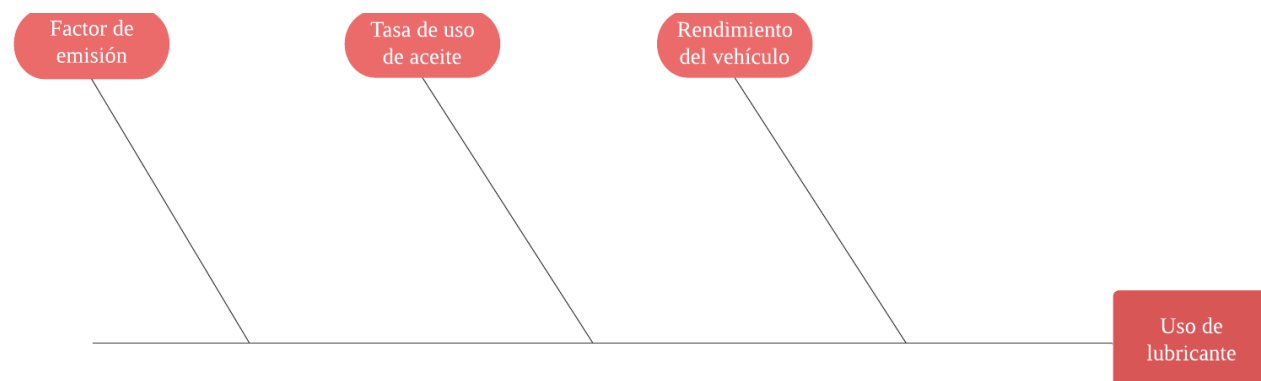 Factor de
emisión
Tasa de uso
de aceite
Rendimiento
del vehículo
Uso de
lubricante